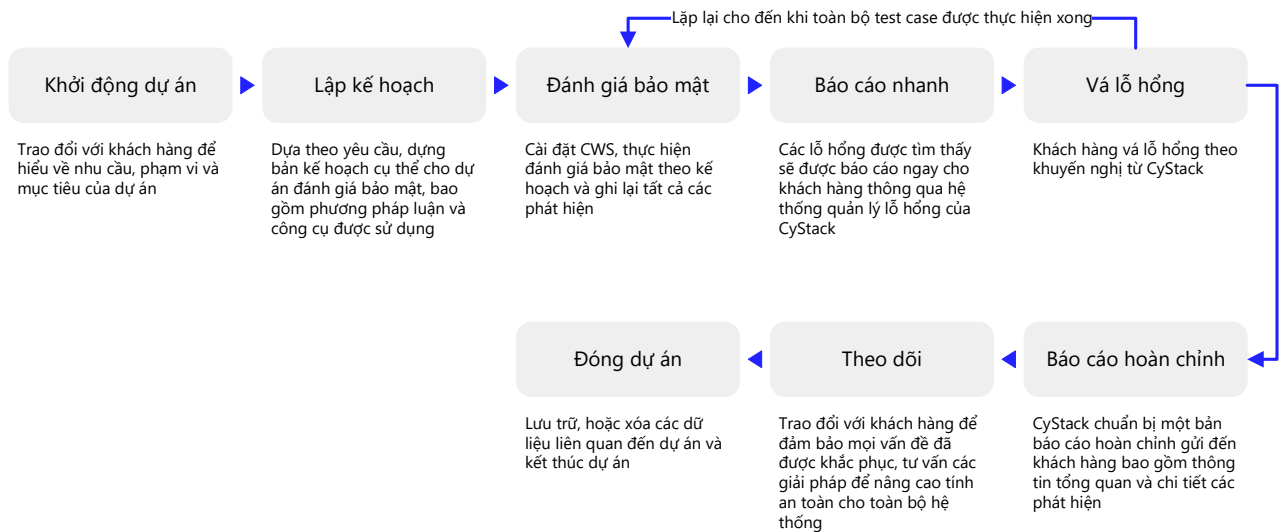 Lặp lại cho đến khi toàn bộ test case được thực hiện xong
Khởi động dự án
Lập kế hoạch
Đánh giá bảo mật
Báo cáo nhanh
Vá lỗ hổng
Trao đổi với khách hàng để
hiểu về nhu cầu, phạm vi và
mục tiêu của dự án
Dựa theo yêu cầu, dựng
bản kế hoạch cụ thể cho dự
án đánh giá bảo mật, bao
gồm phương pháp luận và
công cụ được sử dụng
Cài đặt CWS, thực hiện
đánh giá bảo mật theo kế
hoạch và ghi lại tất cả các
phát hiện
Các lỗ hổng được tìm thấy
sẽ được báo cáo ngay cho
khách hàng thông qua hệ
thống quản lý lỗ hổng của
CyStack
Khách hàng vá lỗ hổng theo
khuyến nghị từ CyStack
Đóng dự án
Theo dõi
Báo cáo hoàn chỉnh
Lưu trữ, hoặc xóa các dữ
liệu liên quan đến dự án và
kết thúc dự án
Trao đổi với khách hàng để
đảm bảo mọi vấn đề đã
được khắc phục, tư vấn các
giải pháp để nâng cao tính
an toàn cho toàn bộ hệ
thống
CyStack chuẩn bị một bản
báo cáo hoàn chỉnh gửi đến
khách hàng bao gồm thông
tin tổng quan và chi tiết các
phát hiện